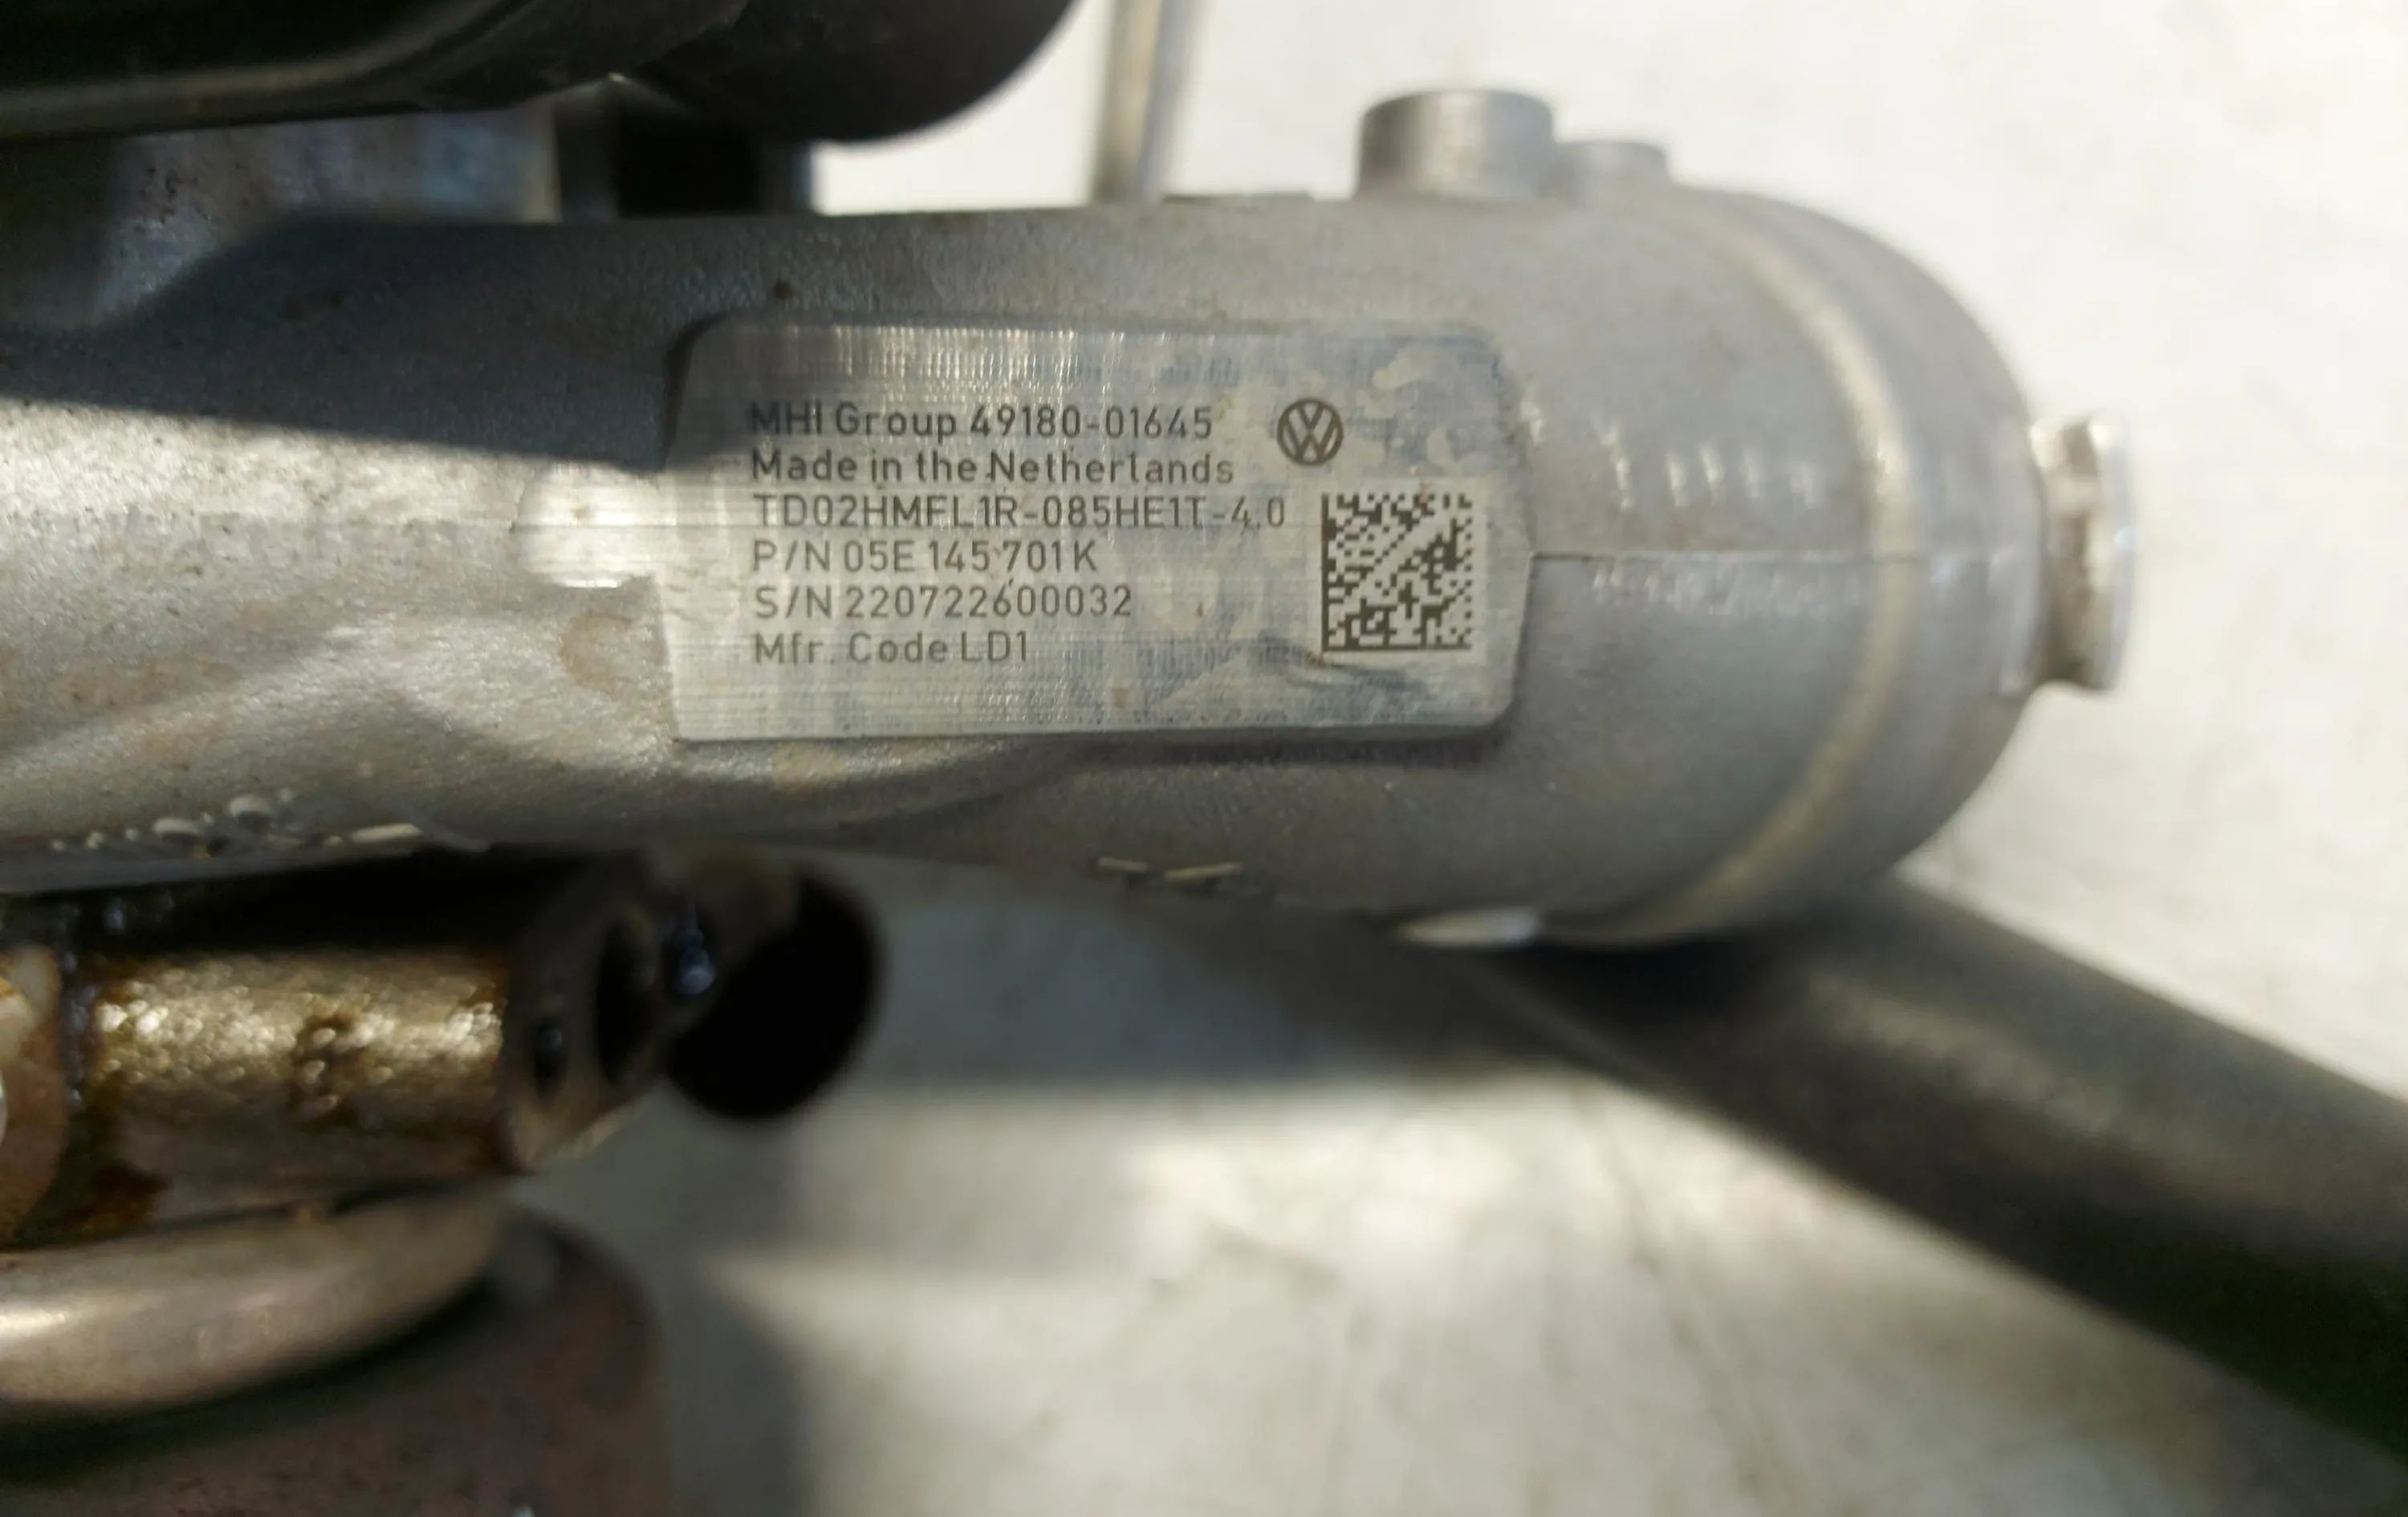 MHI Group 49180-01645
Made in the Netherlands
TD02HMFL1R-085HE1T-4.0
P/N 05E 145 701K
S/N 220722600032
Mfr. Code LD1